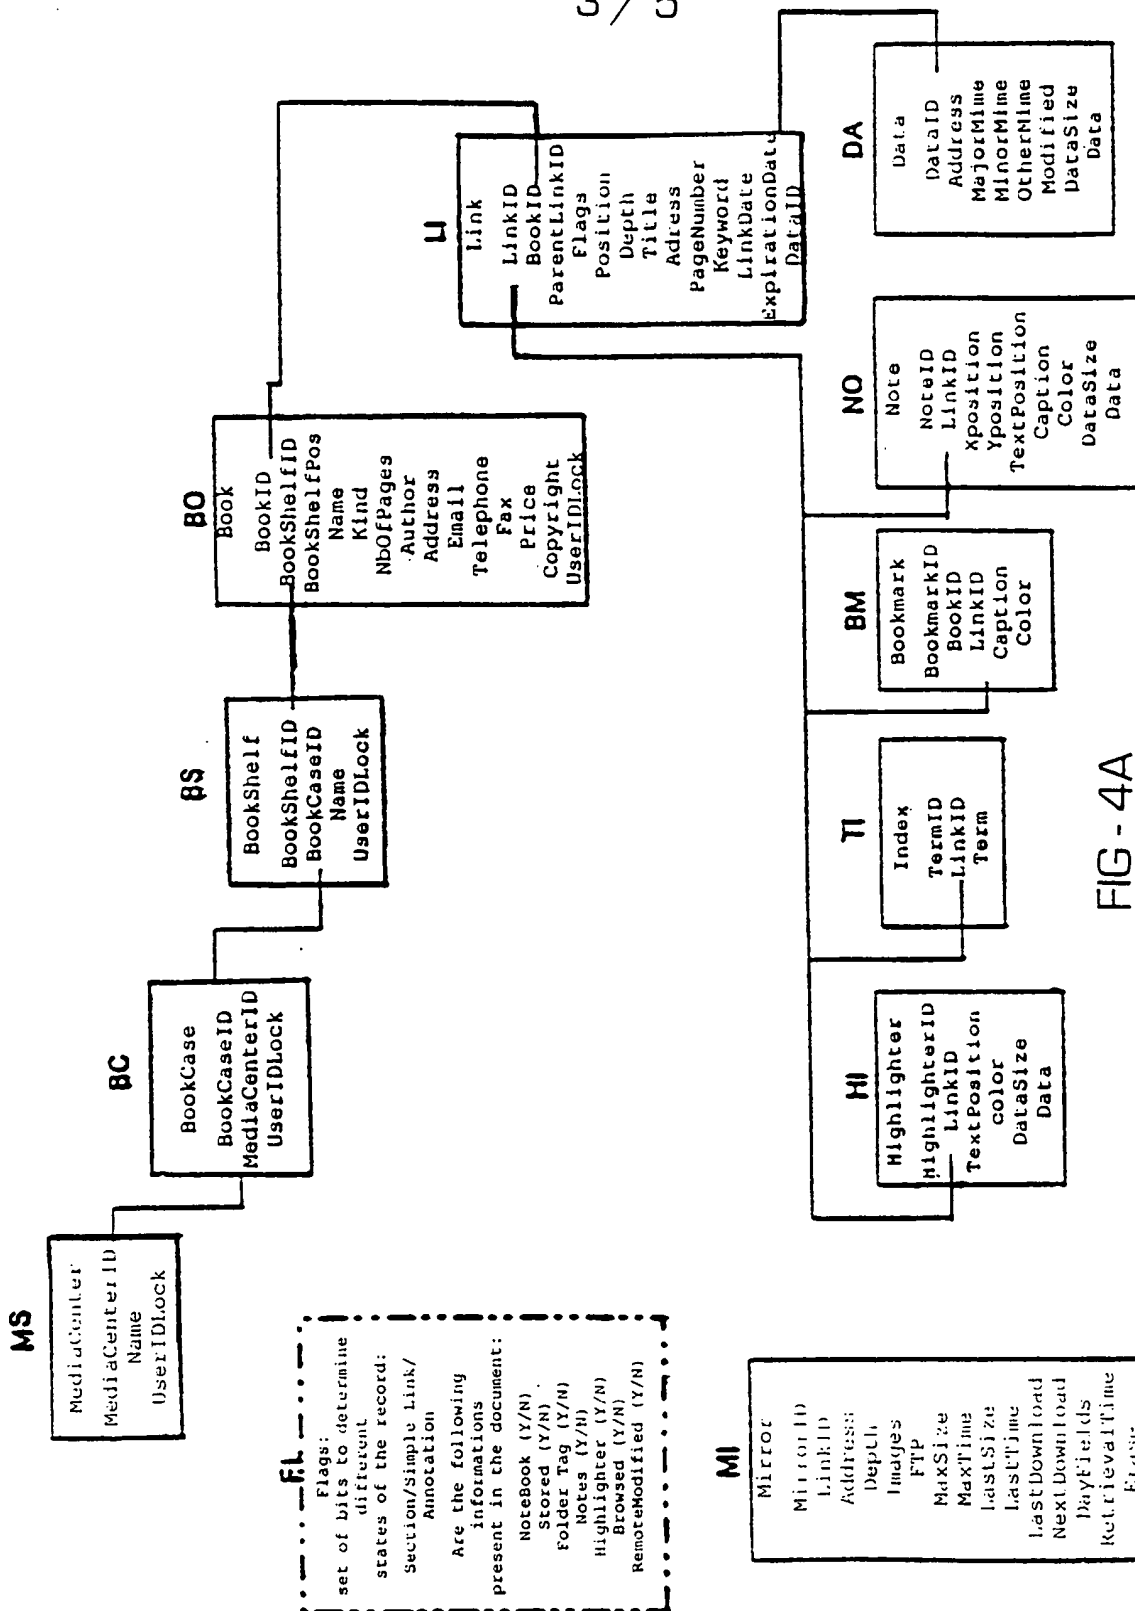 3/5
MS
MediaCenter
MediaCenterID
Name
UserIDLock
BC
BookCase
BookCaseID
MediaCenterID
UserIDLock
BS
BookShelf
BookShelfID
BookCaseID
Name
UserIDLock
BO
Book
BookID
BookShelfID
BookShelfPos
Name
Kind
NbOfPages
Author
Address
Email
Telephone
Fax
Price
Copyright
UserIDLock
LI
Link
LinkID
BookID
ParentLinkID
Flags
Position
Depth
Title
Adress
PageNumber
Keyword
LinkDate
ExpirationDate
DataID
FL
Flags:
set of bits to determine
different
states of the record:
Section/simple Link/
Annotation
Are the following
informations
present in the document:
NoteBook (Y/N)
Stored (Y/N)
Folder Tag (Y/N)
Notes (Y/N)
Highlighter (Y/N)
Browsed (Y/N)
RemoteModified (Y/N)
MI
Mirror
MirrorID
LinkID
Address
Depth
Images
FTP
MaxSize
MaxTime
LastSize
LastTime
LastDownload
NextDownload
DayFields
RetrievalTime
HI
Highlighter
HighlighterID
LinkID
TextPosition
color
DataSize
Data
TI
Index
TermID
LinkID
Term
BM
Bookmark
BookmarkID
BookID
LinkID
Caption
Color
NO
Note
NoteID
LinkID
Xposition
Yposition
TextPosition
Caption
Color
DataSize
Data
DA
Data
DataID
Address
MajorMime
MinorMime
OtherMime
Modified
DataSize
Data
FIG-4A